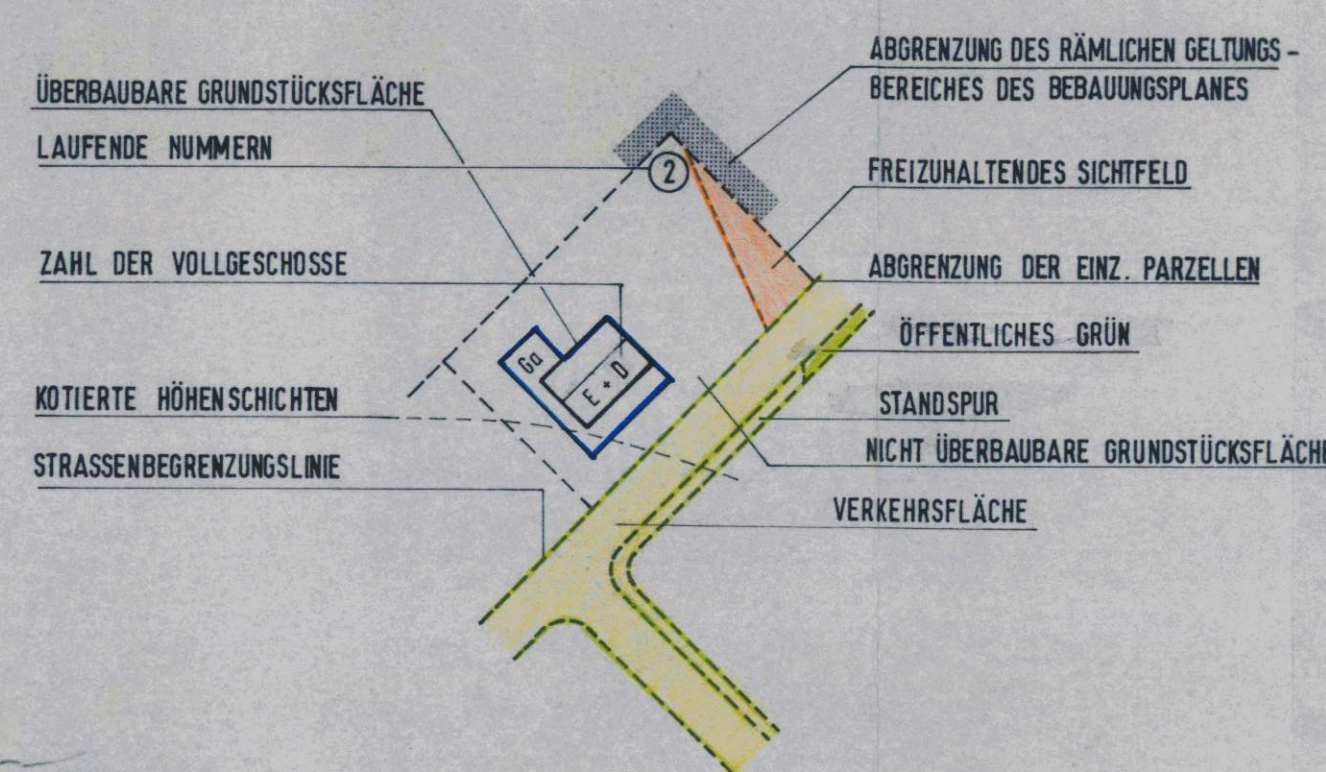 ÜBERBAUBARE GRUNDSTÜCKSFLÄCHE
LAUFENDE NUMMERN
ZAHL DER VOLLGESCHOSSE
KOTIERTE HÖHENSCHICHTEN
STRASSENBEGRENZUNGSLINIE
2
Ga
E + D
ABGRENZUNG DES RÄMLICHEN GELTUNGS-
BEREICHES DES BEBAUUNGSPLANES
FREIZUHALTENDES SICHTFELD
ABGRENZUNG DER EINZ. PARZELLEN
ÖFFENTLICHES GRÜN
STANDSPUR
NICHT ÜBERBAUBARE GRUNDSTÜCKSFLÄCHE
VERKEHRSFLÄCHE